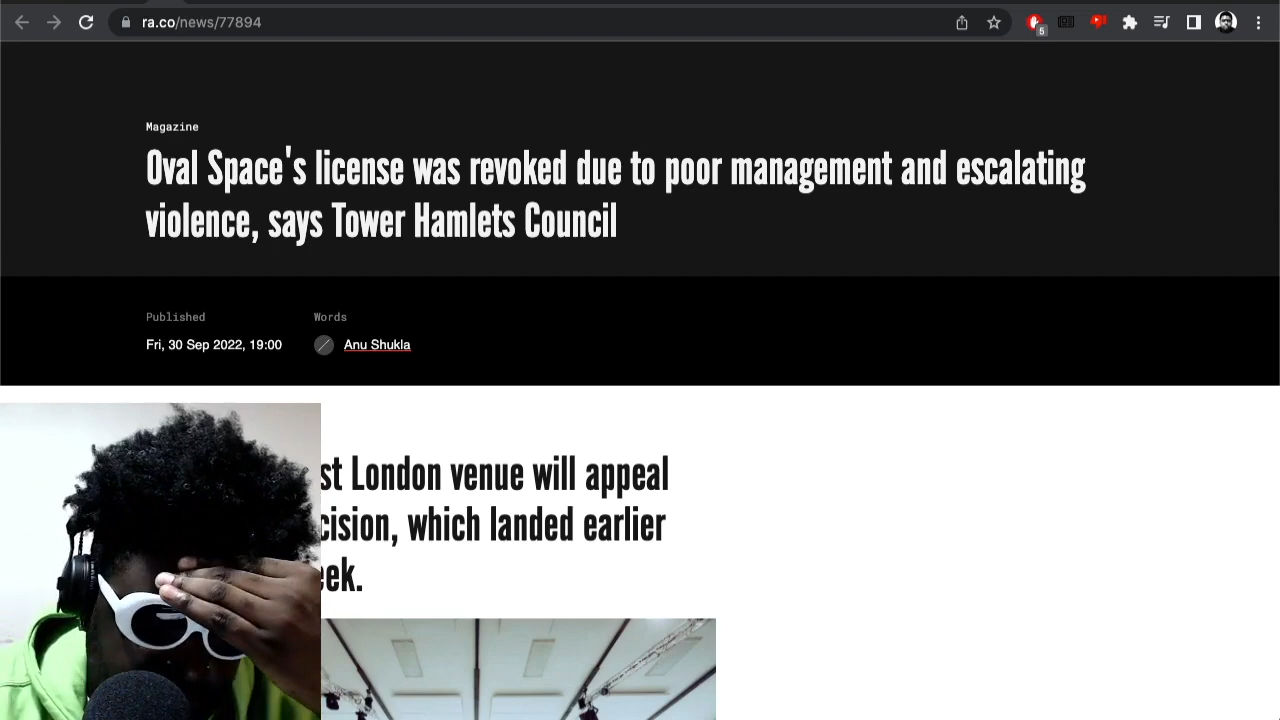 ra.co/news/77894
5
Magazine
Oval Space's license was revoked due to poor management and escalating
violence, says Tower Hamlets Council
Published
Words
Fri, 30 Sep 2022, 19:00
Anu Shukla
st London venue will appeal
cision, which landed earlier
eek.